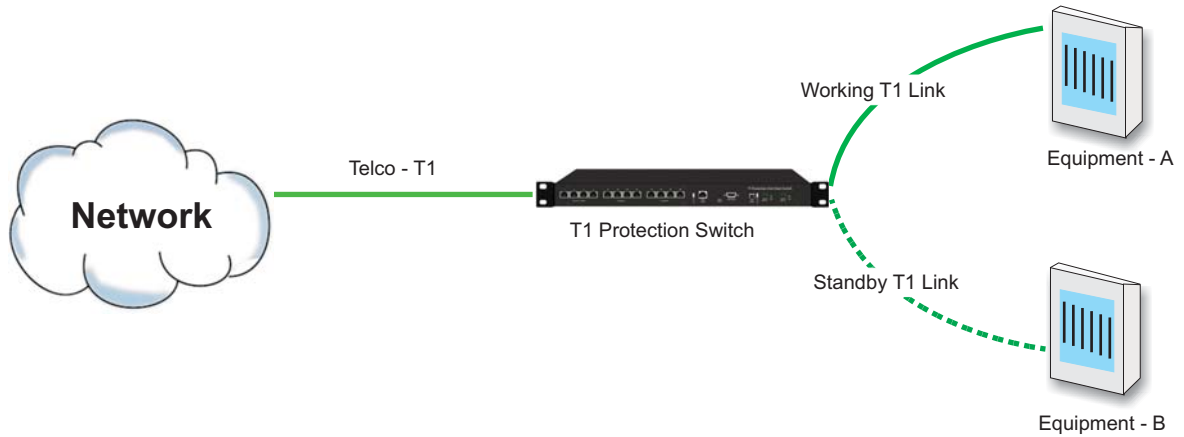 Working T1 Link
Equipment - A
Telco - T1
Network
T1 Protection Switch
Standby T1 Link
Equipment - B